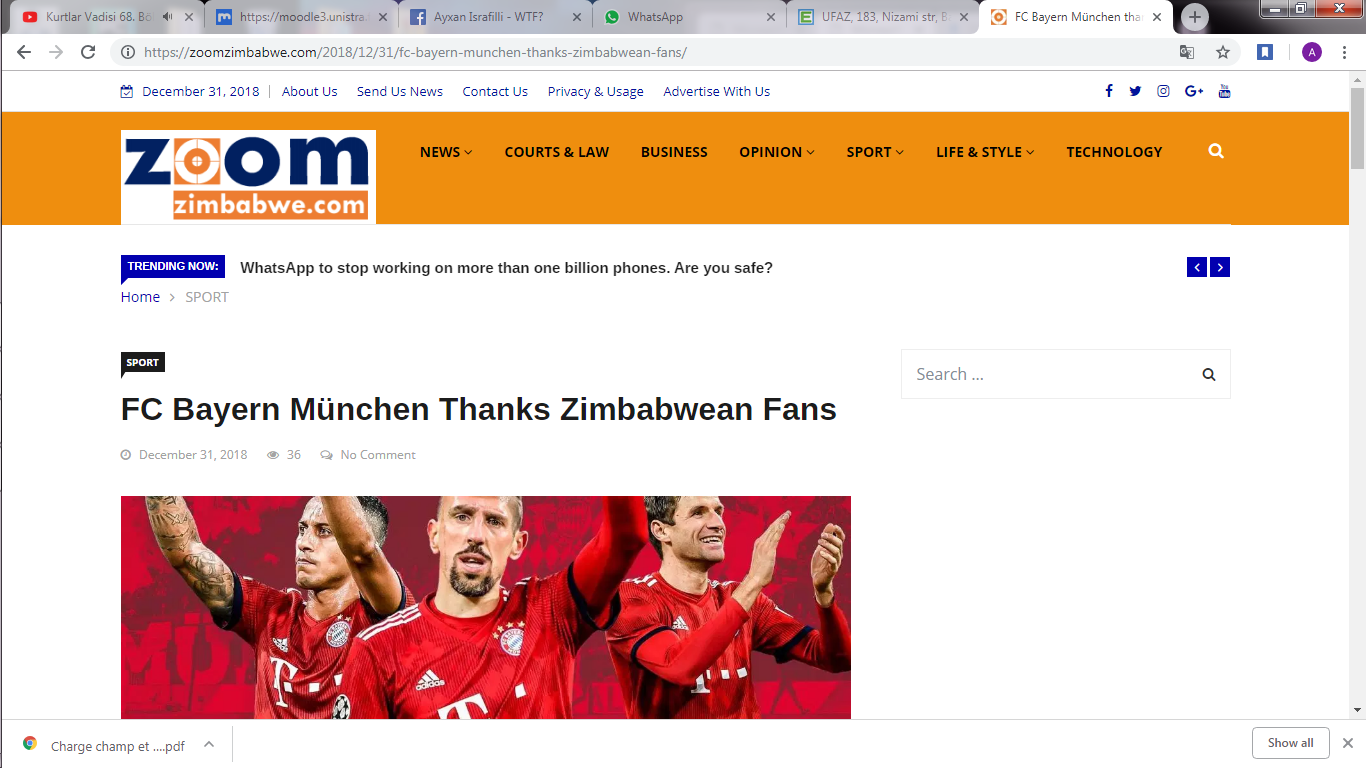 Kurtlar Vadisi 68. Bö
https://moodle3.unistra.
Ayxan Israfilli - WTF?
WhatsApp
UFAZ, 183, Nizami str, B
FC Bayern München tha
https://zoomzimbabwe.com/2018/12/31/fc-bayern-munchen-thanks-zimbabwean-fans/
A
December 31, 2018 | About Us Send Us News Contact Us Privacy & Usage Advertise With Us
zoom
zimbabwe.com
NEWS COURTS & LAW BUSINESS OPINION SPORT LIFE & STYLE TECHNOLOGY
TRENDING NOW: WhatsApp to stop working on more than one billion phones. Are you safe?
Home > SPORT
SPORT
Search ...
FC Bayern München Thanks Zimbabwean Fans
December 31, 2018 36 No Comment
adidas
T
Charge champ et ....pdf
Show all